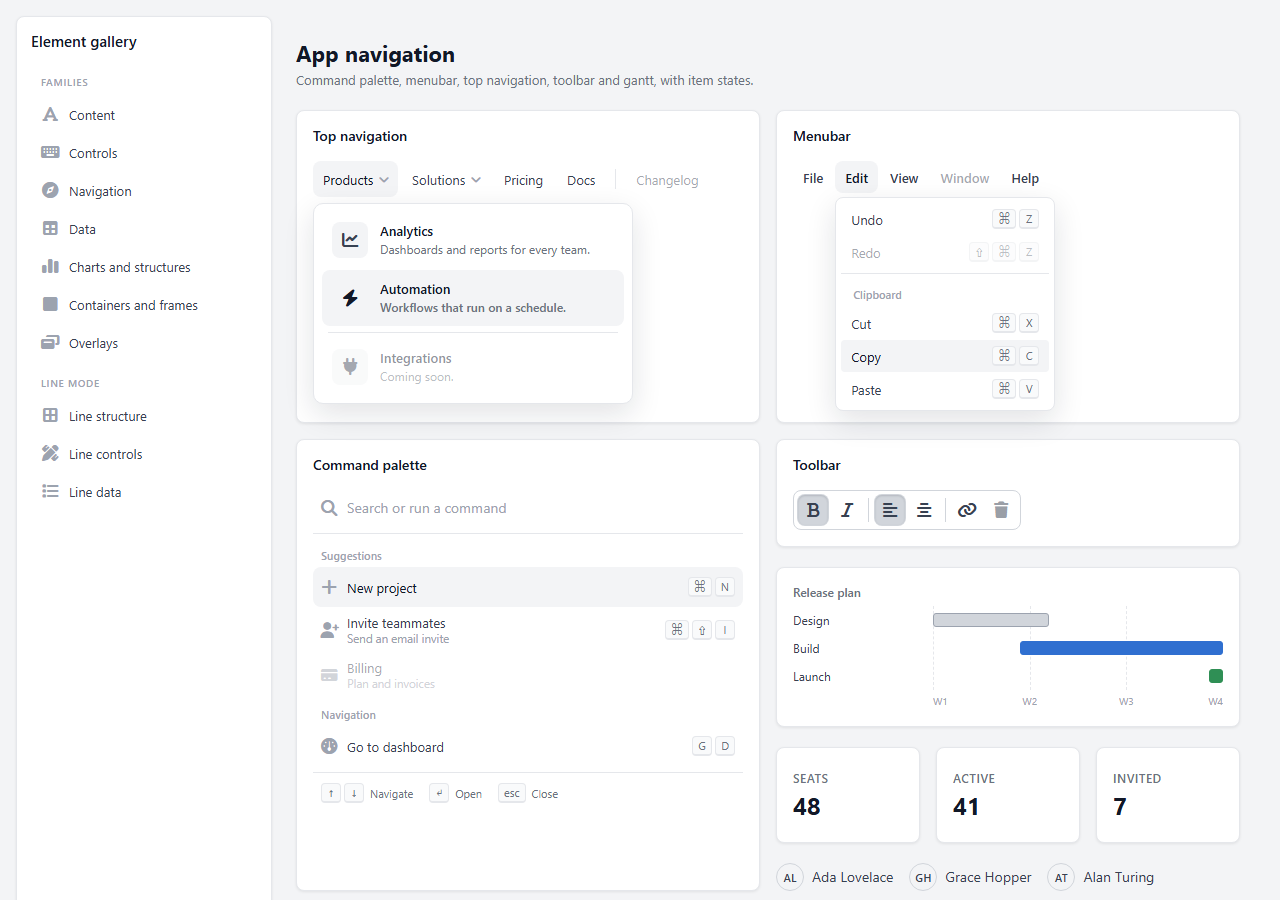 Element gallery
FAMILIES
Content
Controls
Navigation
Data
Charts and structures
Containers and frames
Overlays
LINE MODE
Line structure
Line controls
Line data
App navigation
Command palette, menubar, top navigation, toolbar and gantt, with item states.
Top navigation
Products Solutions Pricing Docs Changelog
Analytics
Dashboards and reports for every team.
Automation
Workflows that run on a schedule.
Integrations
Coming soon.
Menubar
File Edit View Window Help
Undo ⌘ Z
Redo ⇧ ⌘ Z
Clipboard
Cut ⌘ X
Copy ⌘ C
Paste ⌘ V
Command palette
Search or run a command
Suggestions
New project ⌘ N
Invite teammates ⌘ ⇧ I
Send an email invite
Billing
Plan and invoices
Navigation
Go to dashboard G D
↑ ↓ Navigate ↵ Open esc Close
Toolbar
B I
Release plan
Design
Build
Launch
W1 W2 W3 W4
SEATS
48
ACTIVE
41
INVITED
7
AL Ada Lovelace GH Grace Hopper AT Alan Turing